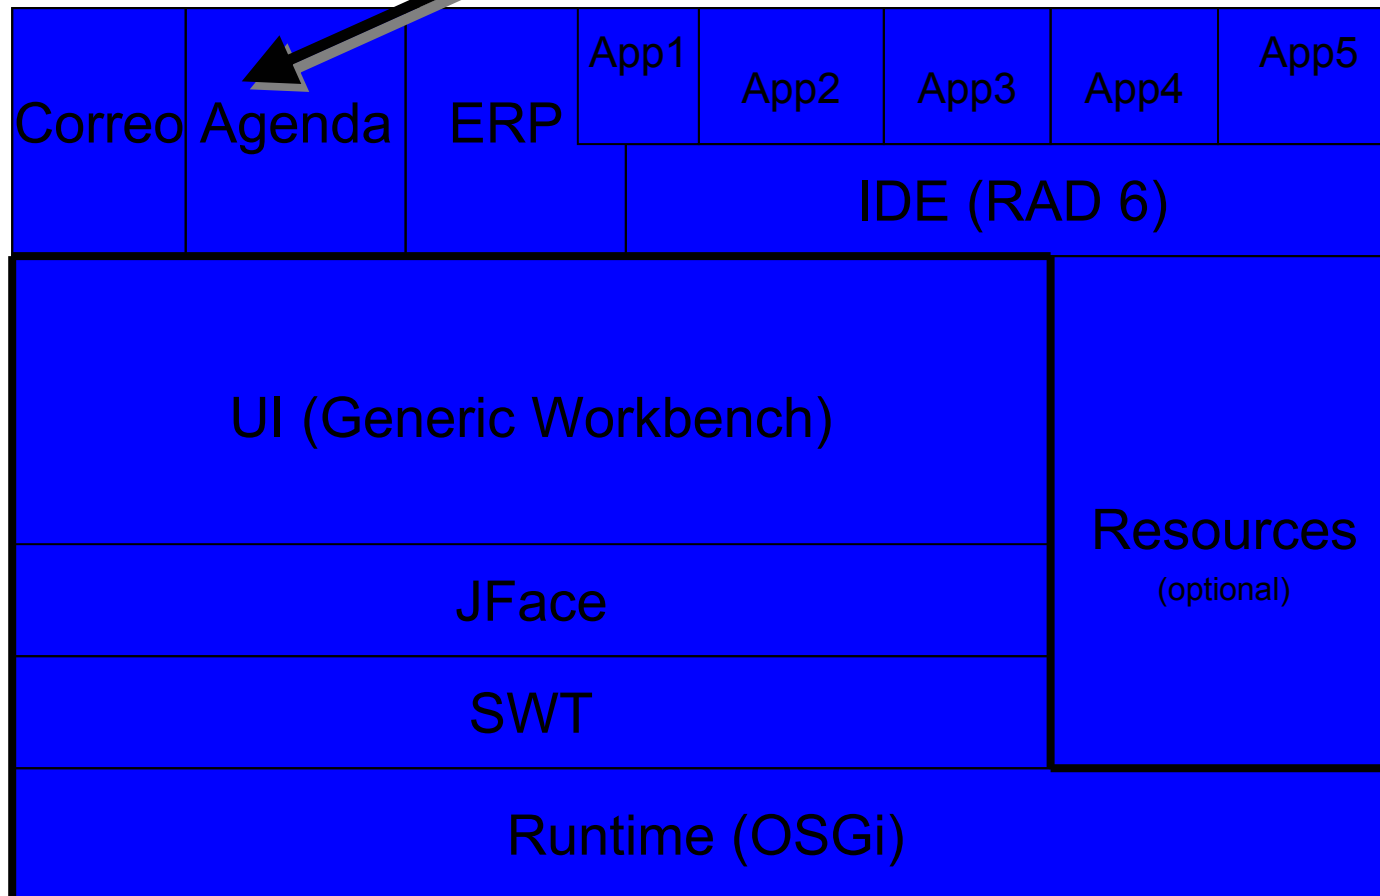 App1
App5
App2
App3
App4
Correo
Agenda
ERP
IDE (RAD 6)
UI (Generic Workbench)
Resources
(optional)
JFace
SWT
Runtime (OSGi)